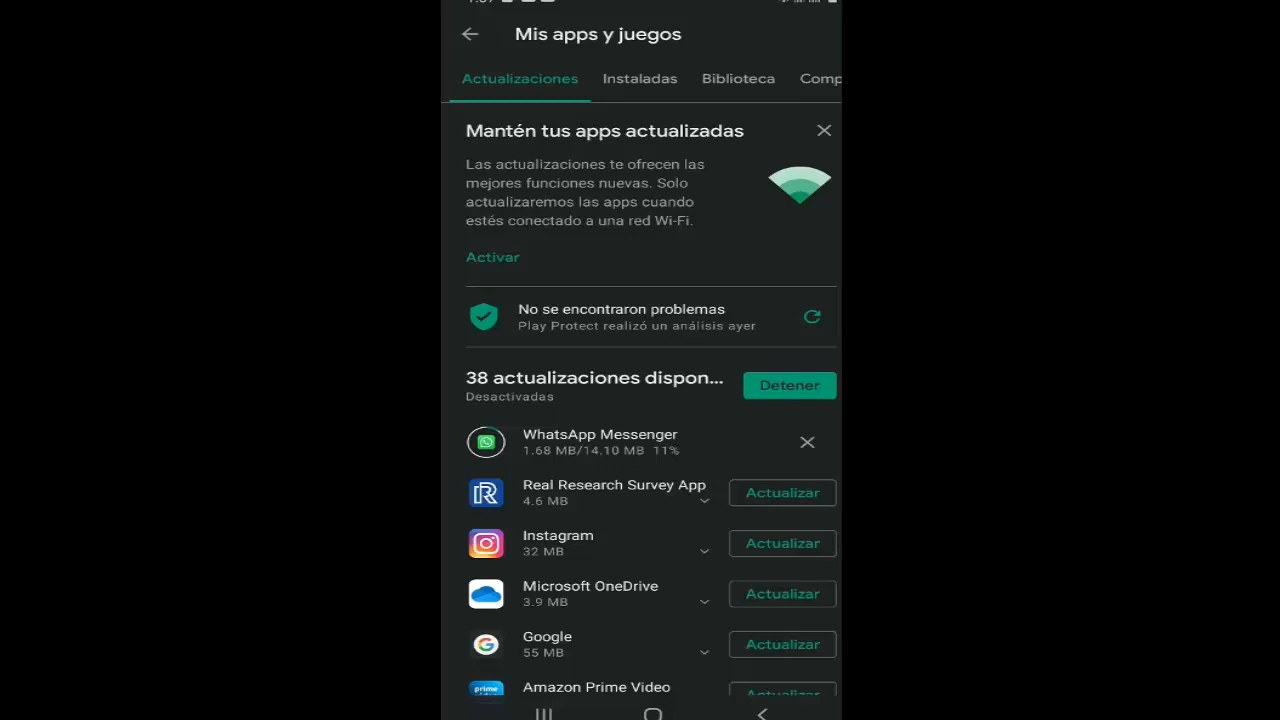 Mis apps y juegos
Actualizaciones Instaladas Biblioteca Comp
Mantén tus apps actualizadas
Las actualizaciones te ofrecen las
mejores funciones nuevas. Solo
actualizaremos las apps cuando
estés conectado a una red Wi-Fi.
Activar
No se encontraron problemas
Play Protect realizó un análisis ayer
38 actualizaciones dispon...
Detener
Desactivadas
WhatsApp Messenger
1.68 MB/14.10 MB 11%
Real Research Survey App
4.6 MB
Actualizar
Instagram
32 MB
Actualizar
Microsoft OneDrive
3.9 MB
Actualizar
Google
55 MB
Actualizar
prime
Amazon Prime Video
Actualizar